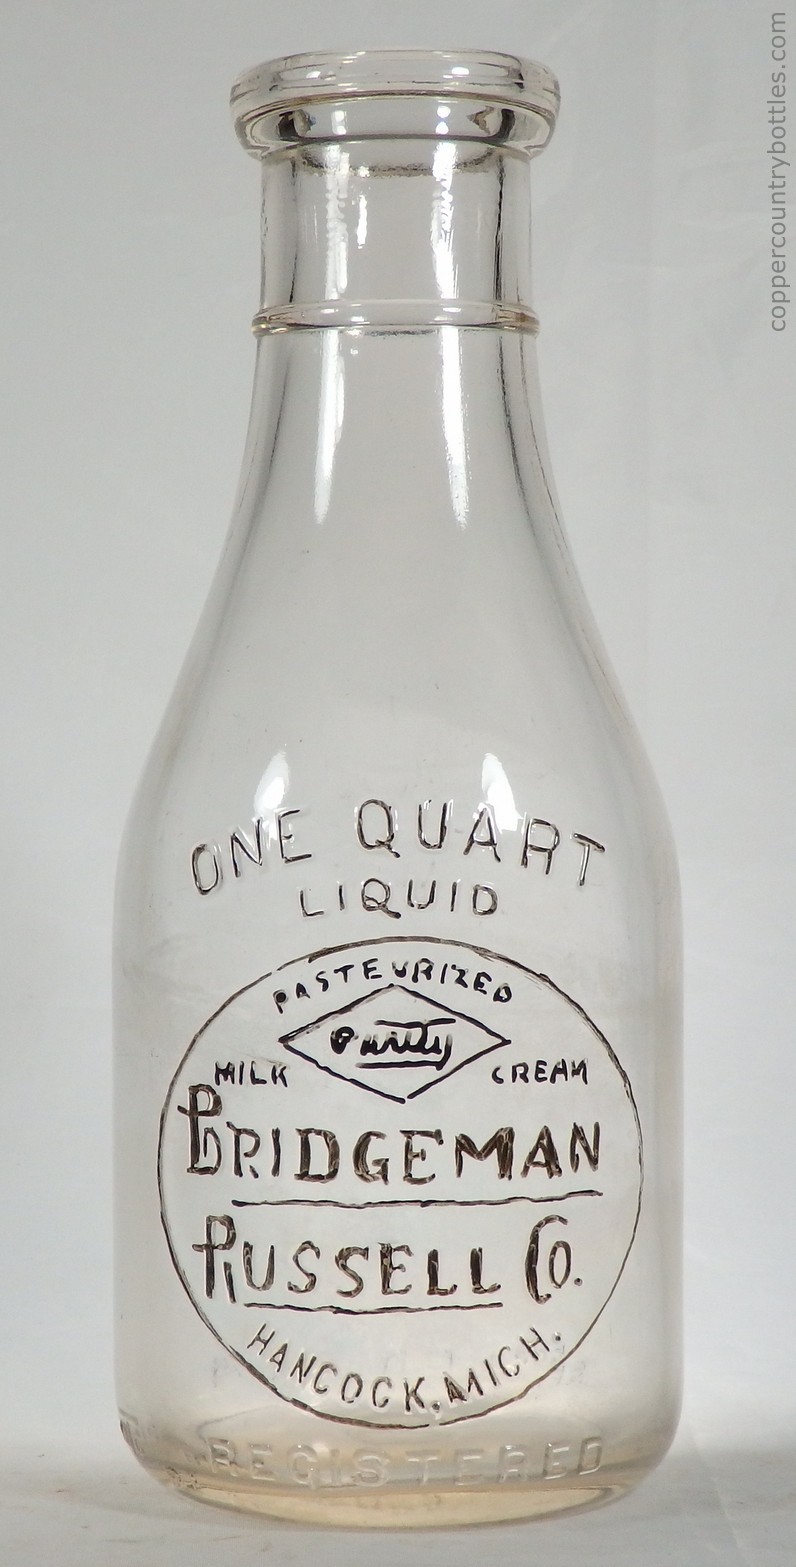 coppercountrybottles.com
ONE QUART
LIQUID
PASTEURIZED
Purity
MILK CREAM
BRIDGEMAN
RUSSELL CO.
HANCOCK, MICH.
REGISTERED